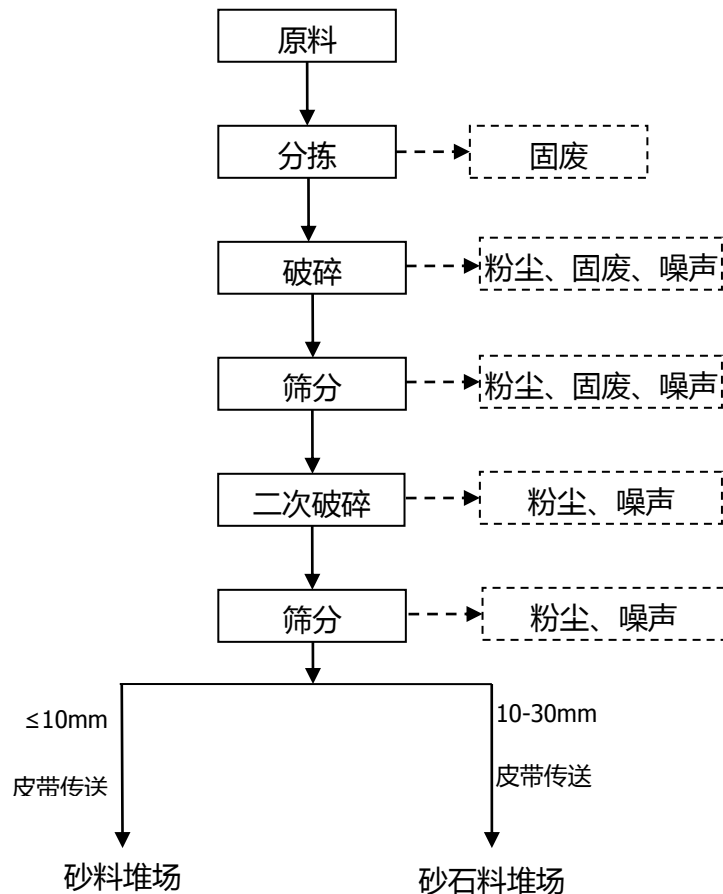 原料
分拣
固废
破碎
粉尘、固废、噪声
筛分
粉尘、固废、噪声
二次破碎
粉尘、噪声
筛分
粉尘、噪声
≤10mm
10-30mm
皮带传送
皮带传送
砂料堆场
砂石料堆场